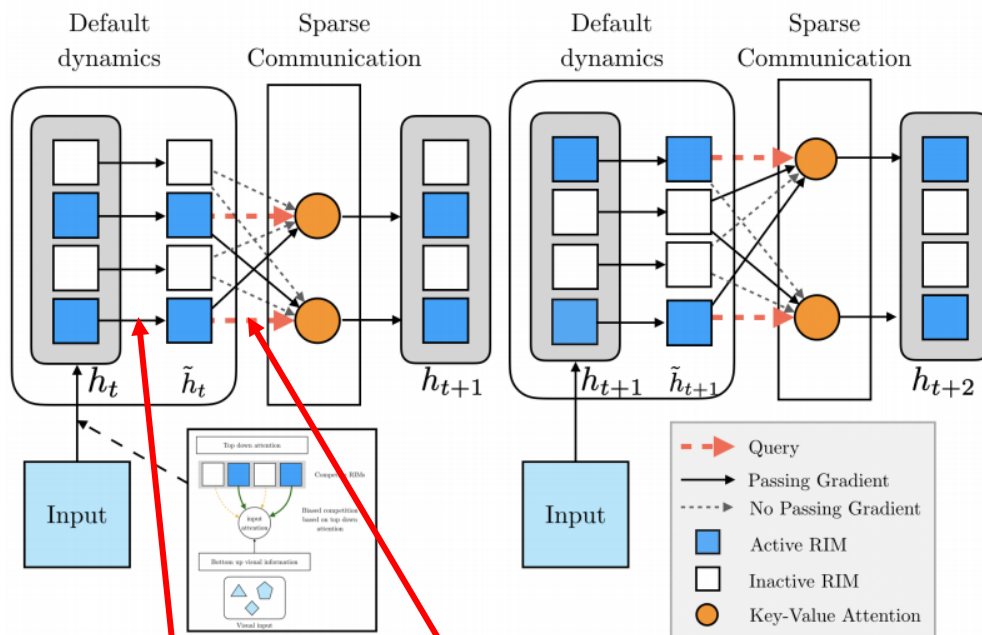 Default
dynamics
Sparse
Communication
Default
dynamics
Sparse
Communication
h_t
h̃_t
h_{t+1}
h_{t+1}
h̃_{t+1}
h_{t+2}
Input
Top down attention
Competing RIMs
input
attention
Biased competition
based on top down
attention
Bottom up visual information
Visual input
Input
Query
Passing Gradient
No Passing Gradient
Active RIM
Inactive RIM
Key-Value Attention